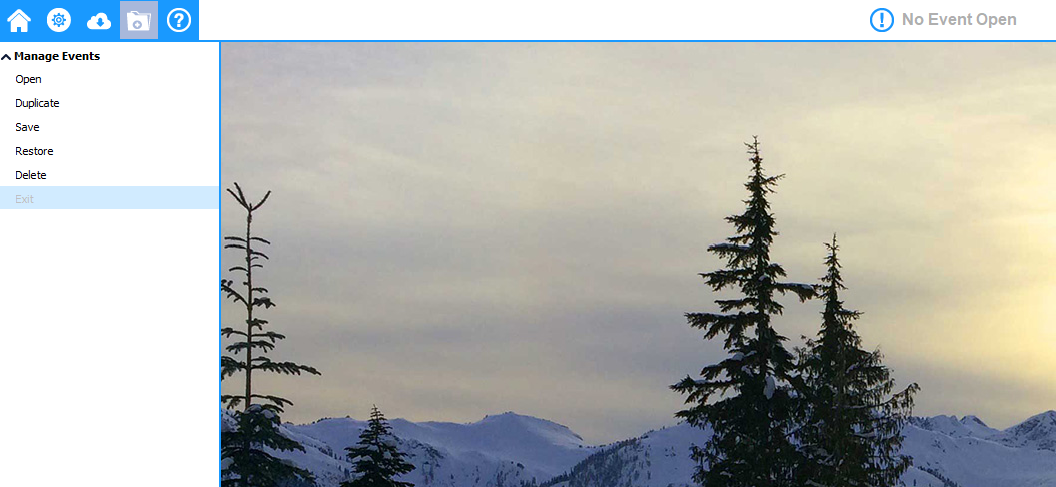 No Event Open
Manage Events
Open
Duplicate
Save
Restore
Delete
Exit